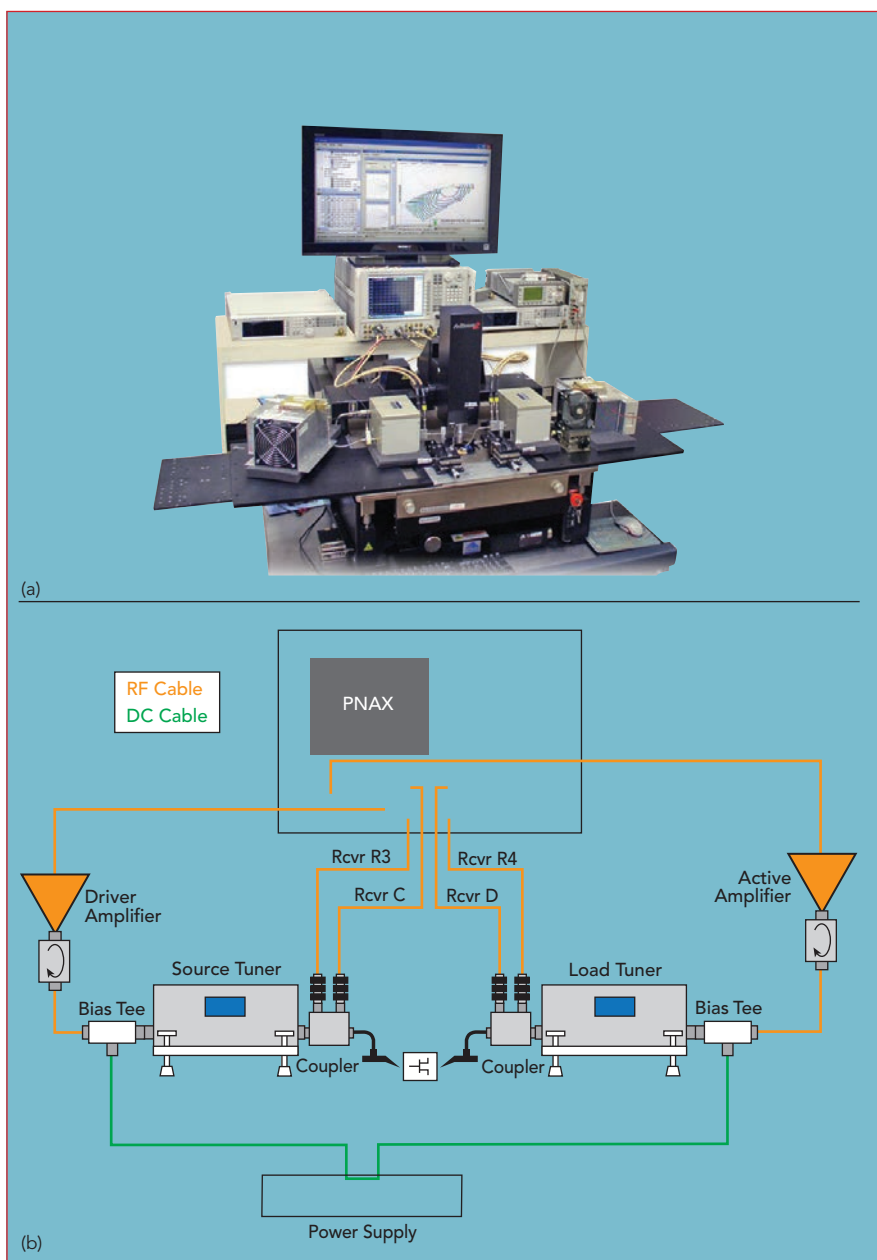 (a)
RF Cable
DC Cable
PNAX
Rcvr R3
Rcvr R4
Rcvr C
Rcvr D
Driver
Amplifier
Active
Amplifier
Source Tuner
Load Tuner
Bias Tee
Bias Tee
Coupler
Coupler
Power Supply
(b)